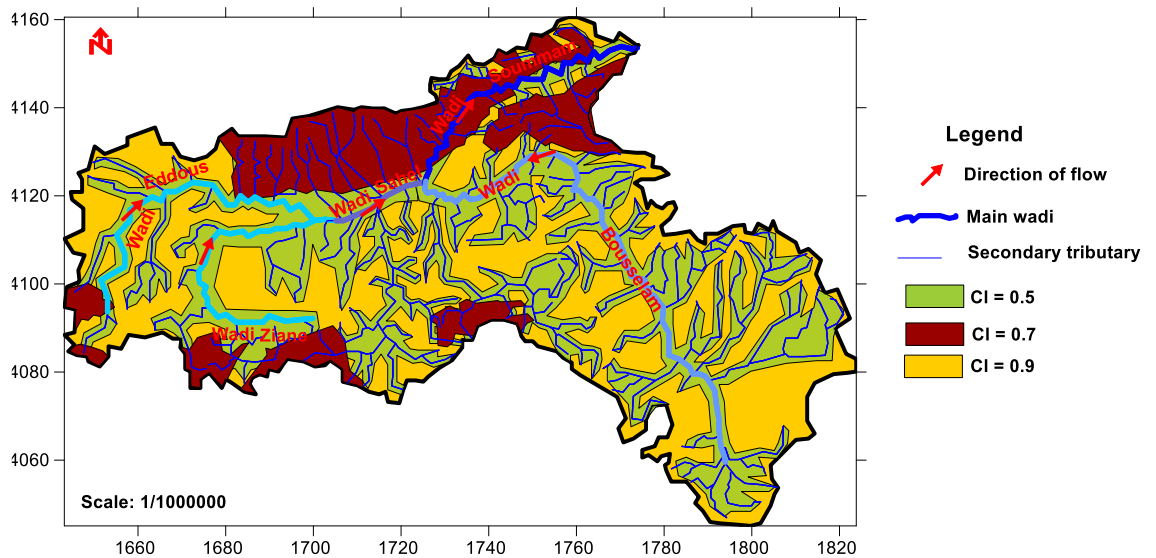 4160
4140
4120
4100
4080
4060
N
Wadi Soummam
Wadi Eddous
Wadi Sahel
Wadi
Bousselam
Wadi Ziane
Scale: 1/1000000
1660 1680 1700 1720 1740 1760 1780 1800 1820
Legend
Direction of flow
Main wadi
Secondary tributary
CI = 0.5
CI = 0.7
CI = 0.9